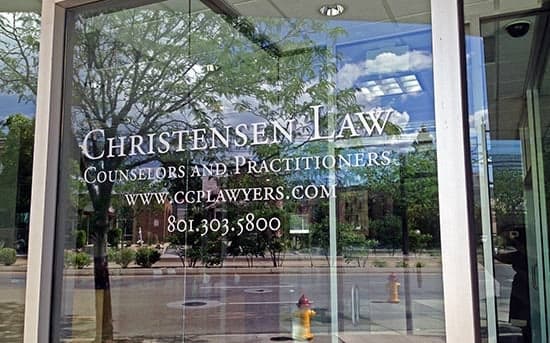 Christensen Law
Counselors and Practitioners
www.ccplawyers.com
801.303.5800